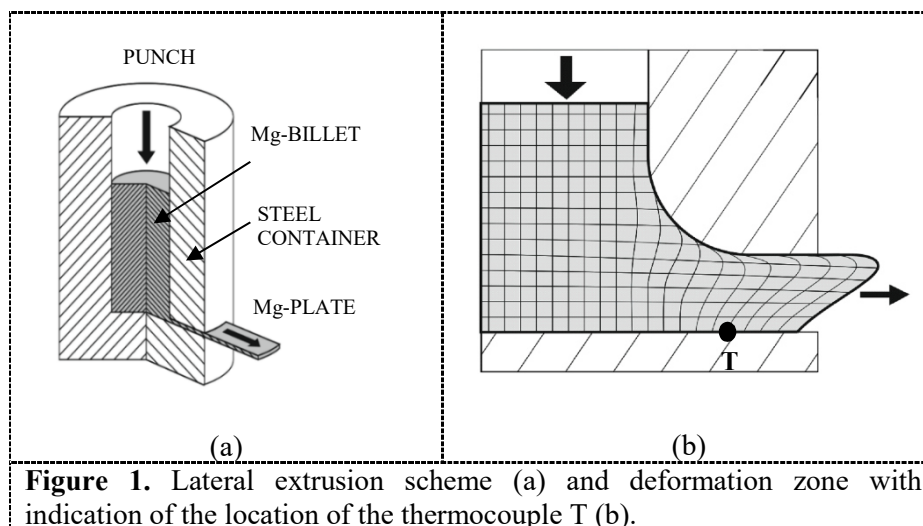 PUNCH
Mg-BILLET
STEEL
CONTAINER
Mg-PLATE
(a)
T
(b)
Figure 1. Lateral extrusion scheme (a) and deformation zone with
indication of the location of the thermocouple T (b).